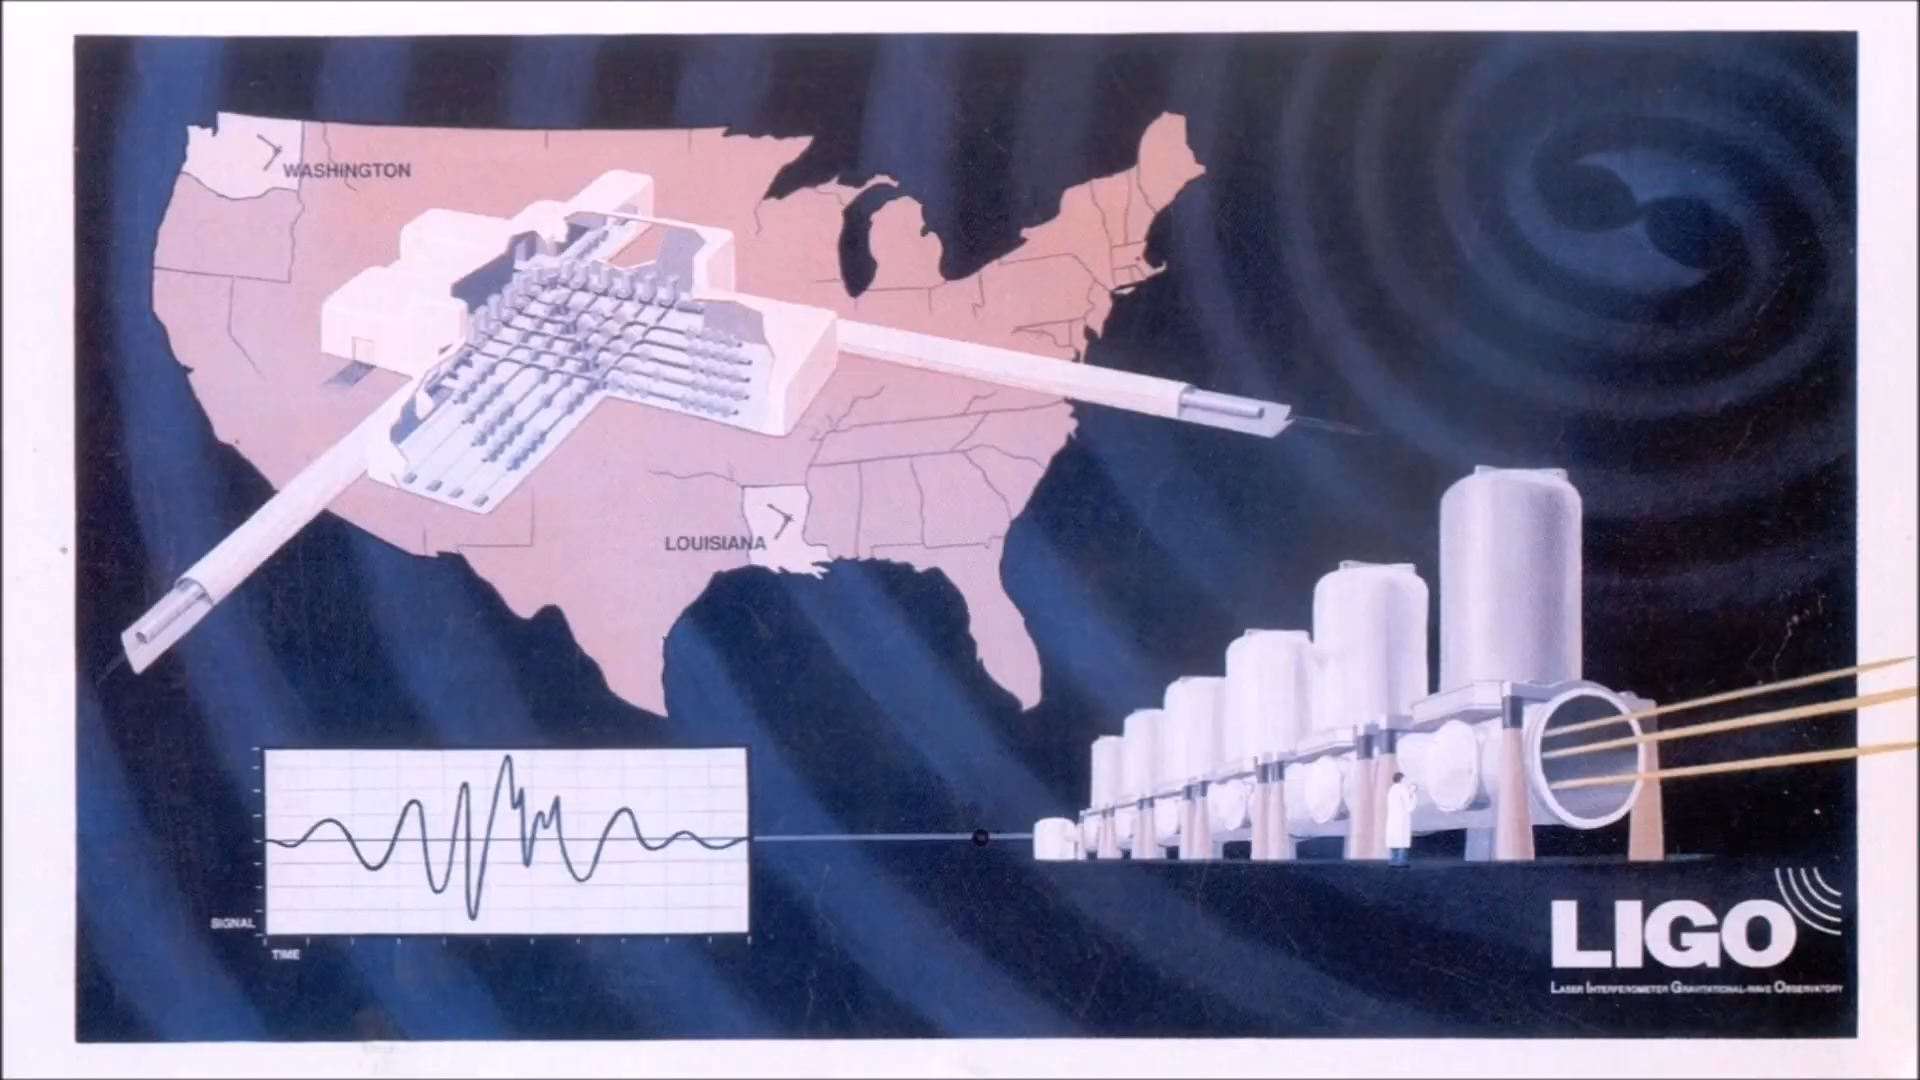 WASHINGTON
LOUISIANA
SIGNAL
TIME
LIGO
LASER INTERFEROMETER GRAVITATIONAL-WAVE OBSERVATORY